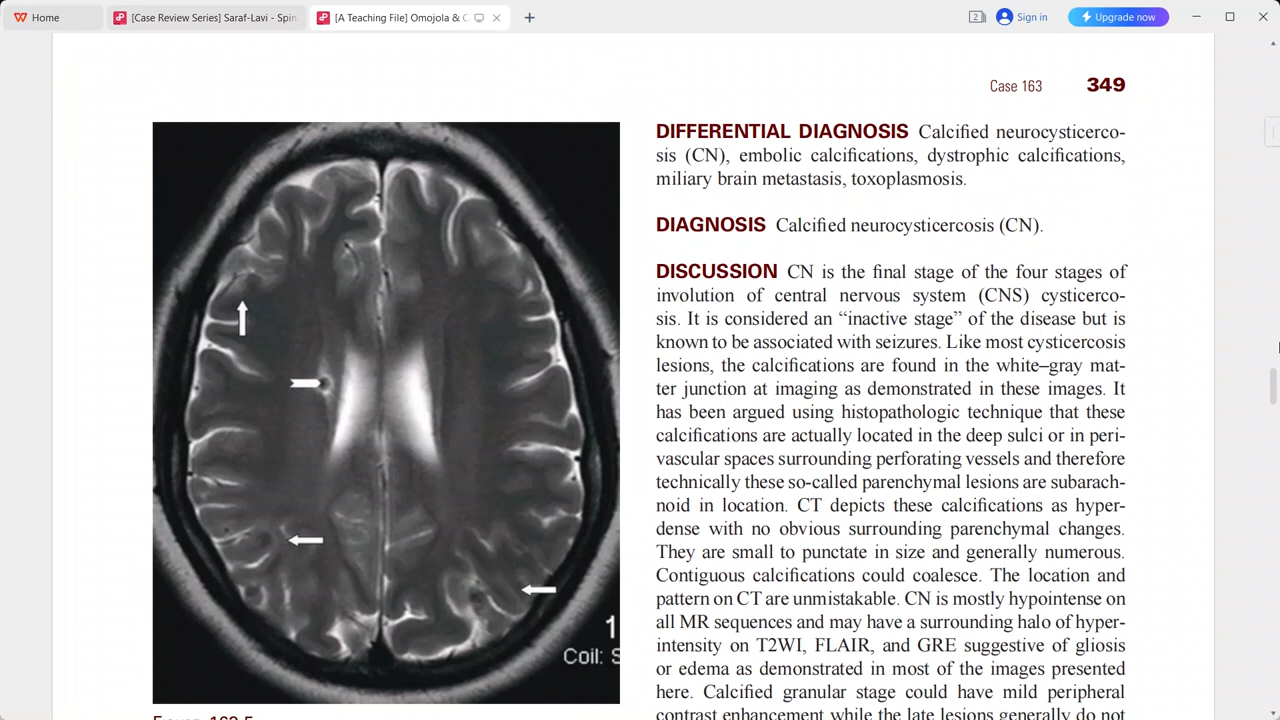 Home
[Case Review Series] Saraf-Lavi - Spin
[A Teaching File] Omojola & C
2
Sign in
Upgrade now
Case 163 349
1
Coil: S
DIFFERENTIAL DIAGNOSIS Calcified neurocysticerco-
sis (CN), embolic calcifications, dystrophic calcifications,
miliary brain metastasis, toxoplasmosis.
DIAGNOSIS Calcified neurocysticercosis (CN).
DISCUSSION CN is the final stage of the four stages of
involution of central nervous system (CNS) cysticerco-
sis. It is considered an “inactive stage” of the disease but is
known to be associated with seizures. Like most cysticercosis
lesions, the calcifications are found in the white–gray mat-
ter junction at imaging as demonstrated in these images. It
has been argued using histopathologic technique that these
calcifications are actually located in the deep sulci or in peri-
vascular spaces surrounding perforating vessels and therefore
technically these so-called parenchymal lesions are subarach-
noid in location. CT depicts these calcifications as hyper-
dense with no obvious surrounding parenchymal changes.
They are small to punctate in size and generally numerous.
Contiguous calcifications could coalesce. The location and
pattern on CT are unmistakable. CN is mostly hypointense on
all MR sequences and may have a surrounding halo of hyper-
intensity on T2WI, FLAIR, and GRE suggestive of gliosis
or edema as demonstrated in most of the images presented
here. Calcified granular stage could have mild peripheral
contrast enhancement while the late lesions generally do not